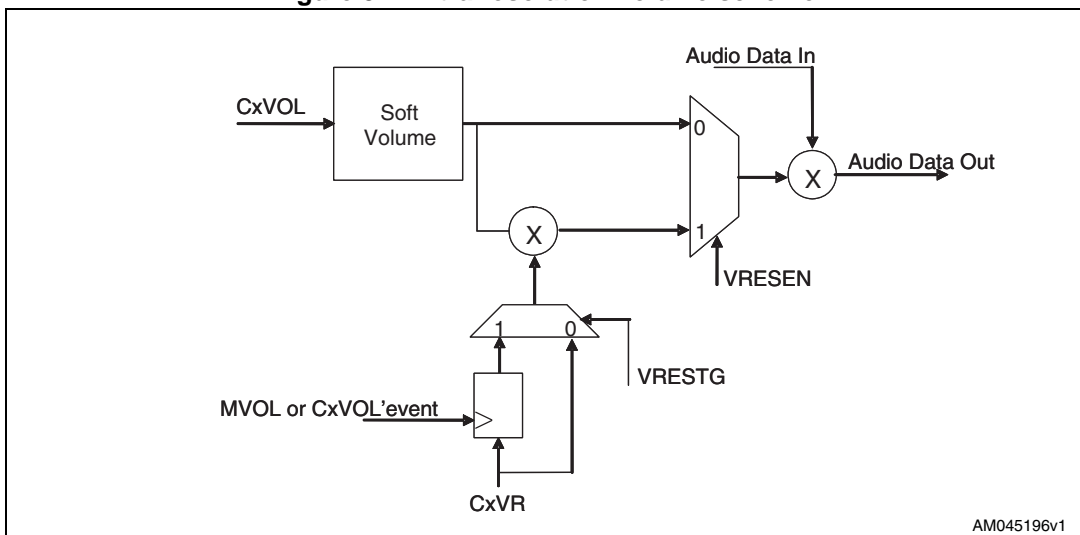 Audio Data In
CxVOL
Soft
Volume
0
X
Audio Data Out
X
1
VRESEN
1
0
VRESTG
MVOL or CxVOL'event
CxVR
AM045196v1